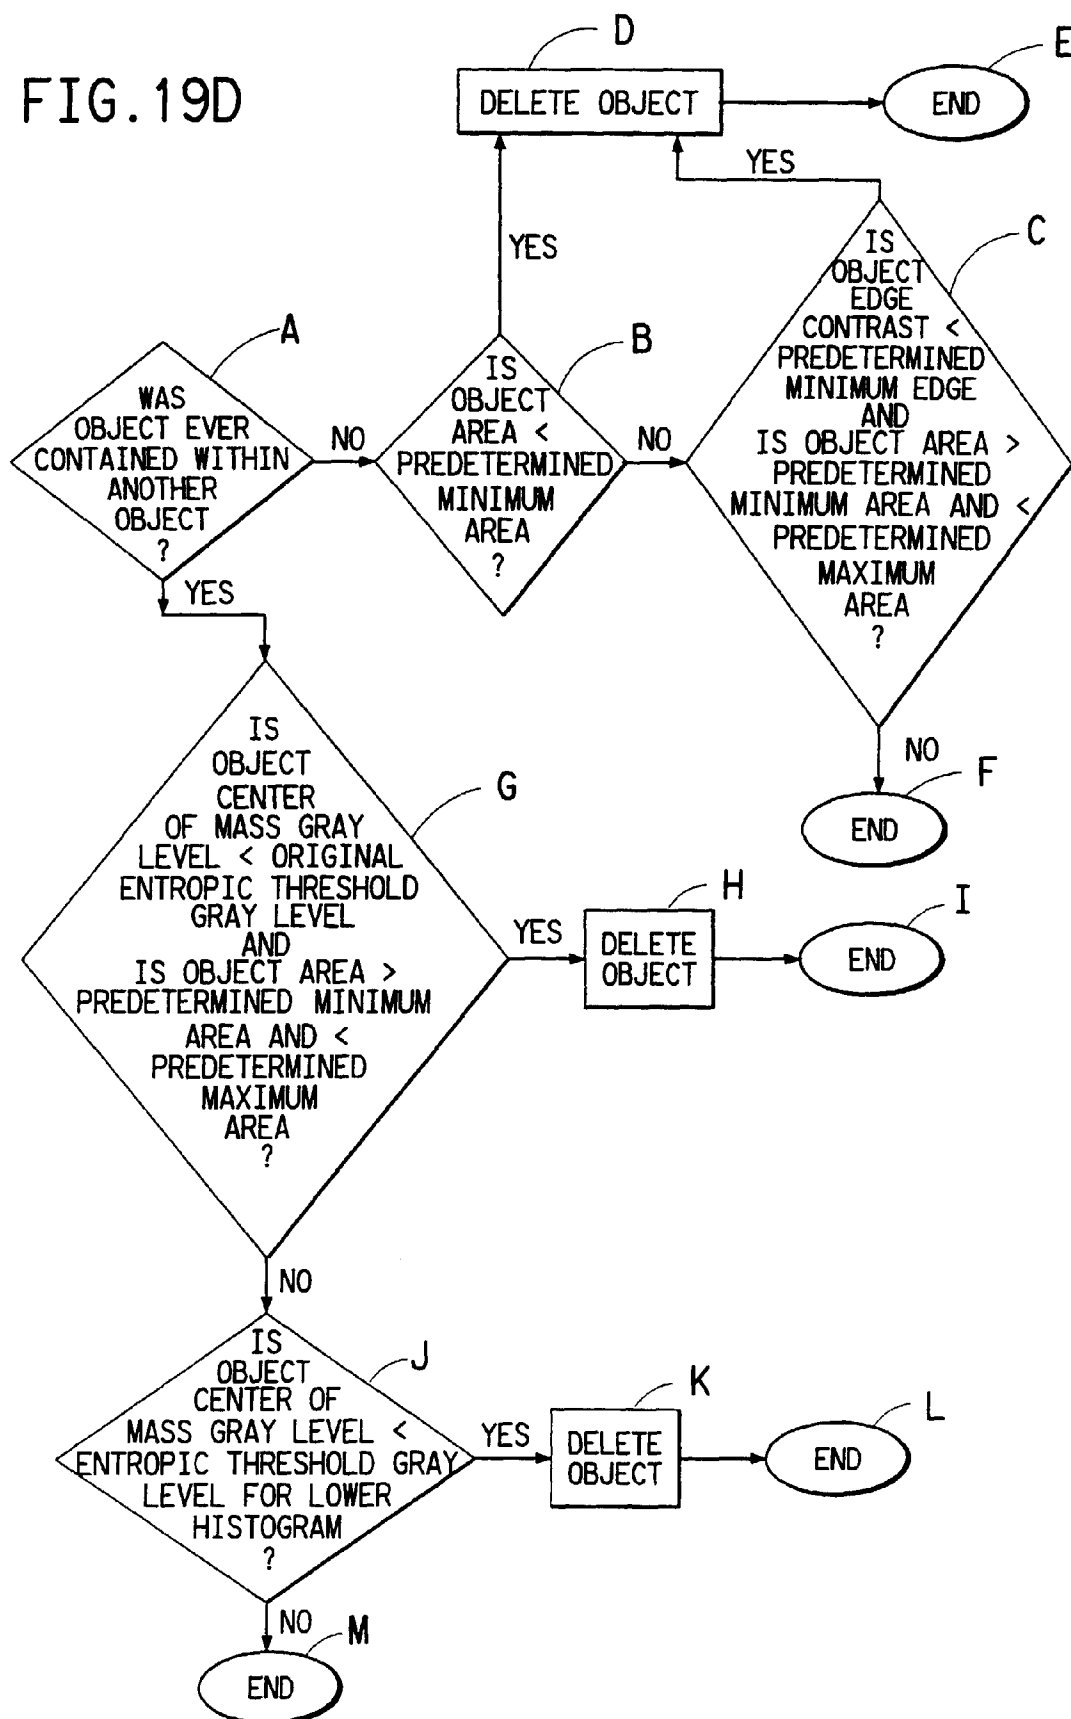 FIG.19D
D
DELETE OBJECT
E
END
YES
YES
C
IS
OBJECT
EDGE
CONTRAST <
PREDETERMINED
MINIMUM EDGE
AND
IS OBJECT AREA >
PREDETERMINED
MINIMUM AREA AND <
PREDETERMINED
MAXIMUM
AREA
?
A
WAS
OBJECT EVER
CONTAINED WITHIN
ANOTHER
OBJECT
?
NO
B
IS
OBJECT
AREA <
PREDETERMINED
MINIMUM
AREA
?
NO
YES
NO
F
END
G
IS
OBJECT
CENTER
OF MASS GRAY
LEVEL < ORIGINAL
ENTROPIC THRESHOLD
GRAY LEVEL
AND
IS OBJECT AREA >
PREDETERMINED MINIMUM
AREA AND <
PREDETERMINED
MAXIMUM
AREA
?
YES
H
DELETE
OBJECT
I
END
NO
J
IS
OBJECT
CENTER OF
MASS GRAY LEVEL <
ENTROPIC THRESHOLD GRAY
LEVEL FOR LOWER
HISTOGRAM
?
YES
K
DELETE
OBJECT
L
END
NO
M
END